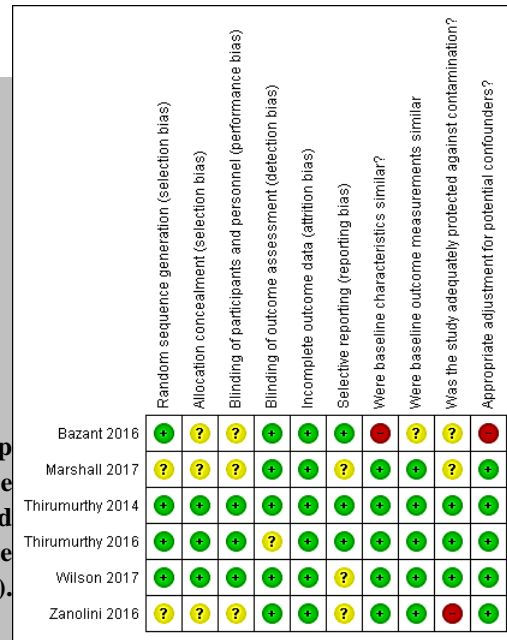 Random sequence generation (selection bias)
Allocation concealment (selection bias)
Blinding of participants and personnel (performance bias)
Blinding of outcome assessment (detection bias)
Incomplete outcome data (attrition bias)
Selective reporting (reporting bias)
Were baseline characteristics similar?
Were baseline outcome measurements similar
Was the study adequately protected against contamination?
Appropriate adjustment for potential confounders?
Bazant 2016 + ? ? + + + - ? ? -
Marshall 2017 ? ? ? + + ? + + ? +
Thirumurthy 2014 + + + + + + + + + +
Thirumurthy 2016 + + + ? + + + + + +
Wilson 2017 + + + + + ? + + + +
Zanolini 2016 ? ? ? + + ? + + - +
p
e
d
e
).